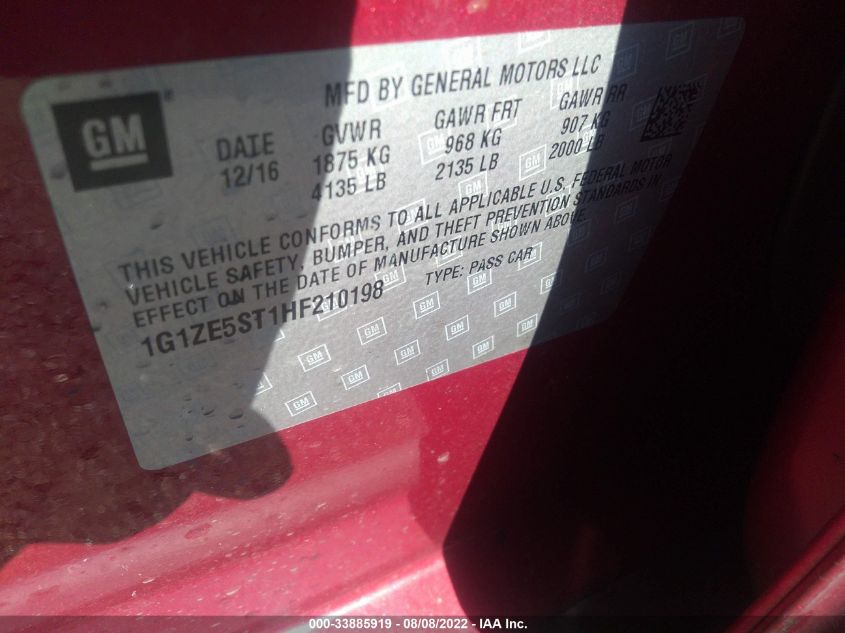 MFD BY GENERAL MOTORS LLC
GM
DATE GVWR GAWR FRT GAWR RR
12/16 1875 KG 968 KG 907 KG
4135 LB 2135 LB 2000 LB
THIS VEHICLE CONFORMS TO ALL APPLICABLE U.S. FEDERAL MOTOR
VEHICLE SAFETY, BUMPER, AND THEFT PREVENTION STANDARDS IN
EFFECT ON THE DATE OF MANUFACTURE SHOWN ABOVE.
1G1ZE5ST1HF210198 TYPE: PASS CAR
000-33885919 - 08/08/2022 - IAA Inc.